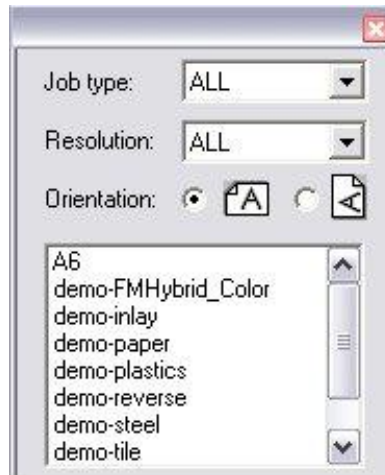 Job type: ALL
Resolution: ALL
Orientation: A A
A6
demo-FMHybrid_Color
demo-inlay
demo-paper
demo-plastics
demo-reverse
demo-steel
demo-tile